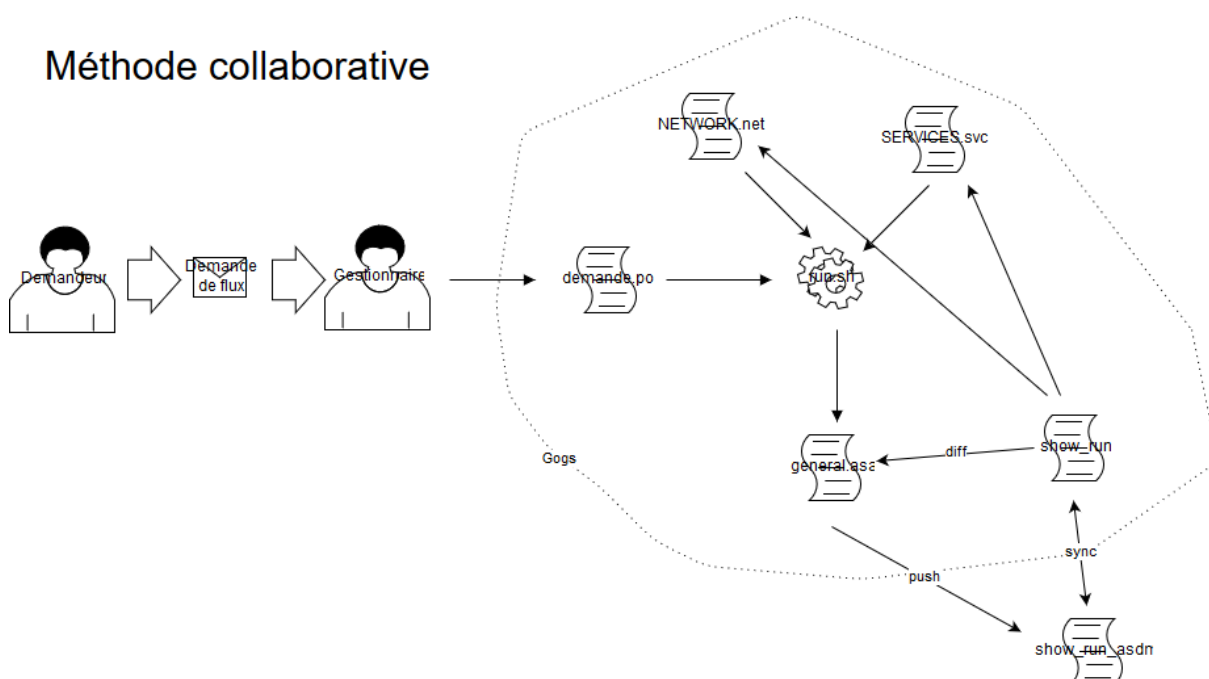 Méthode collaborative
NETWORK.net
SERVICES.svc
Demandeur
Demande
de flux
Gestionnaire
demande.po
run.sh
Gogs
general.asa
diff
show_run
sync
push
show_run_asdm